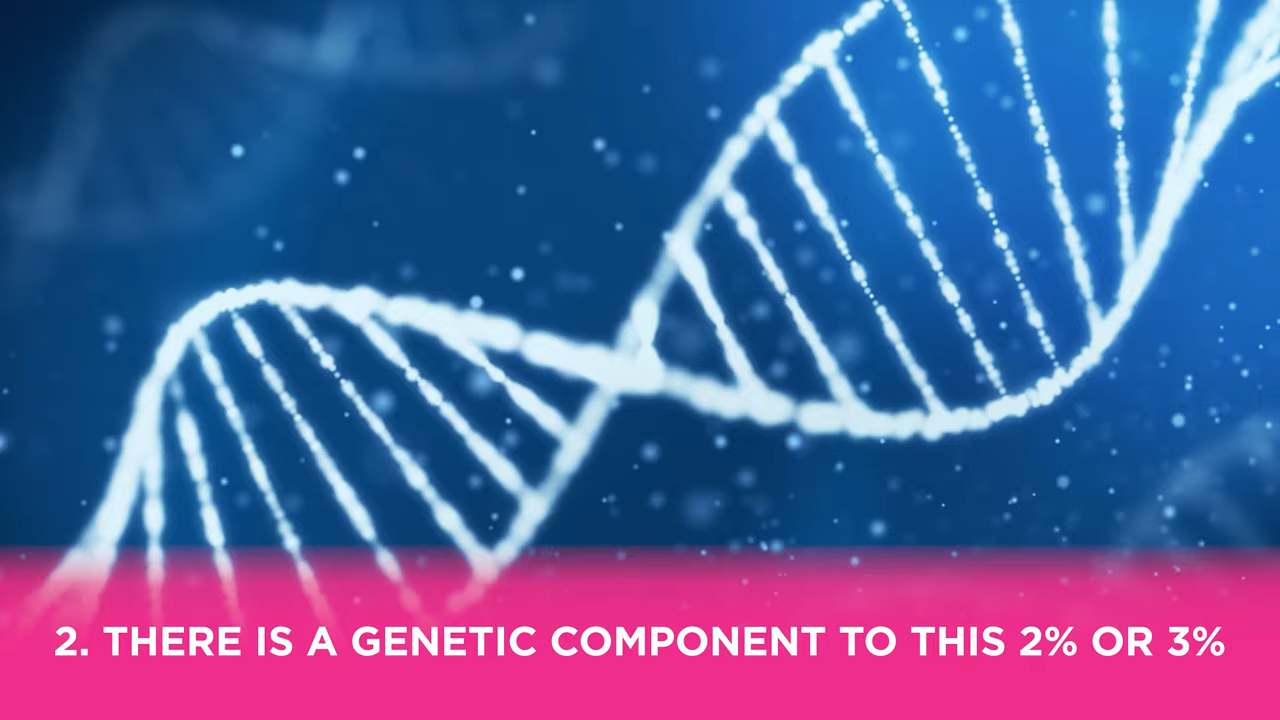 2. THERE IS A GENETIC COMPONENT TO THIS 2% OR 3%